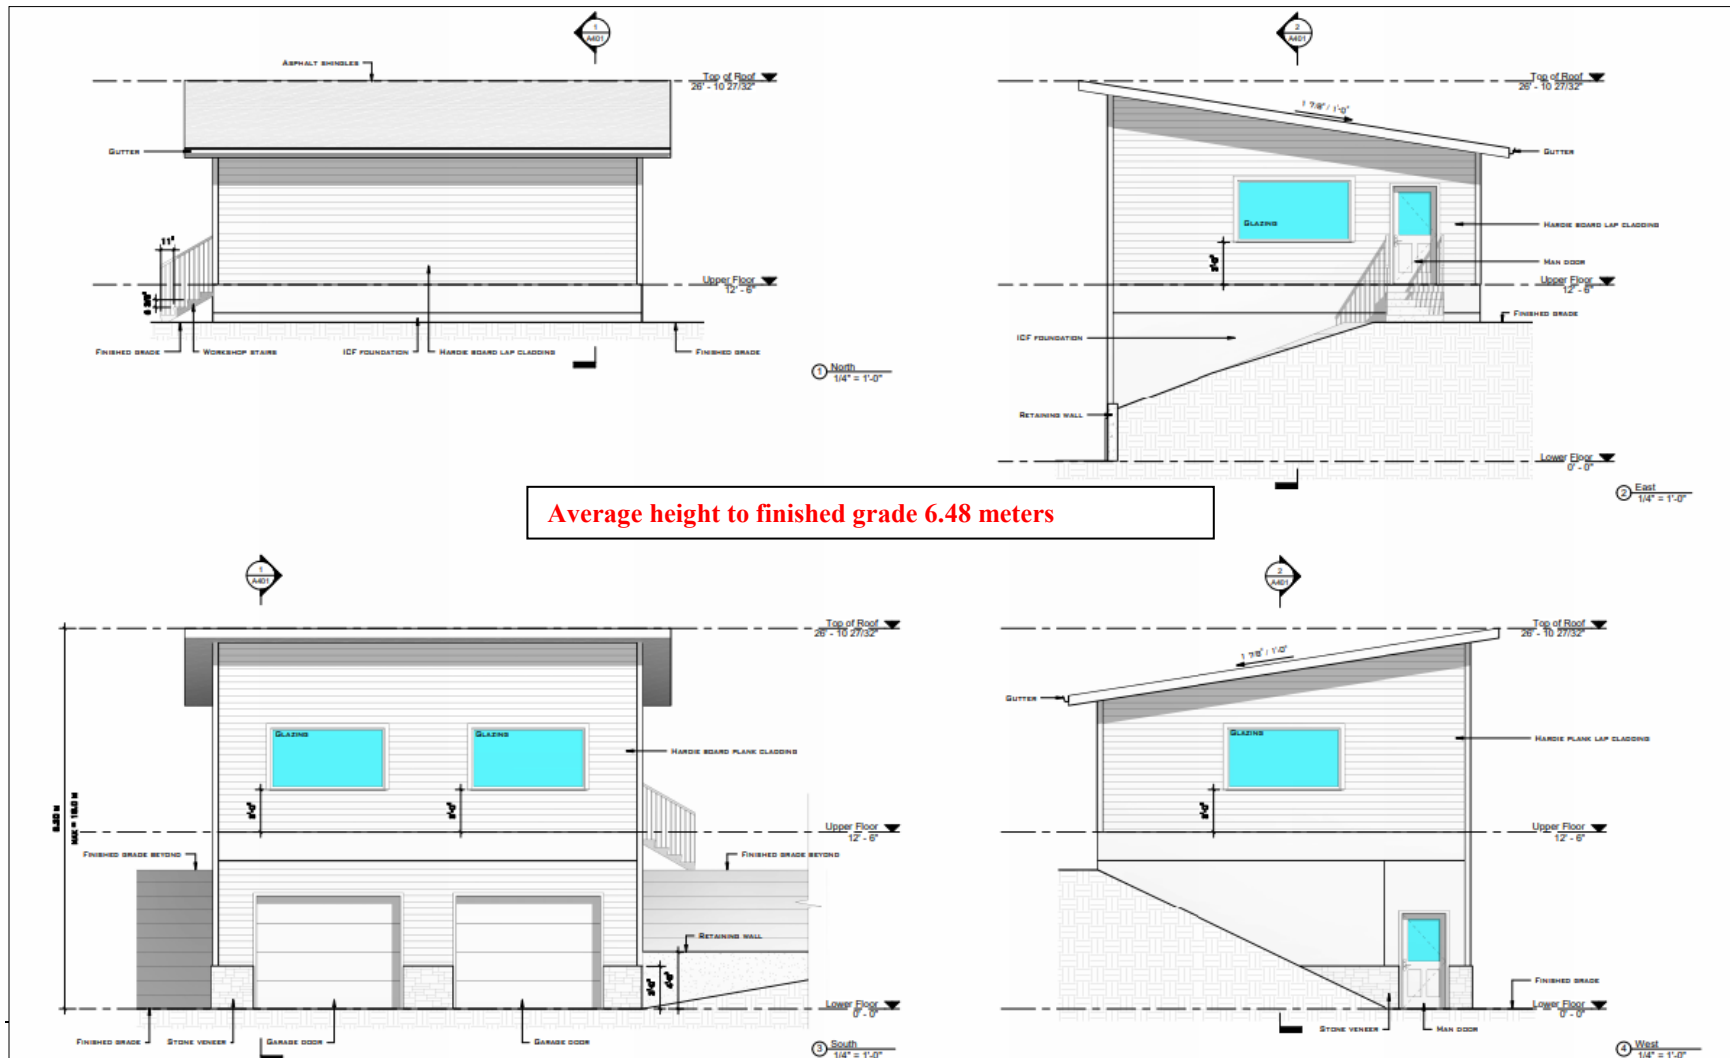 1
A401
ASPHALT SHINGLES
Top of Roof
26' - 10 27/32"
GUTTER
11"
Upper Floor
12' - 6"
FINISHED GRADE
WORKSHOP STAIRS
ICF FOUNDATION
HARDIE BOARD LAP CLADDING
FINISHED GRADE
1 North
1/4" = 1'-0"
2
A401
Top of Roof
26' - 10 27/32"
1 7/8" / 1'-0"
GUTTER
GLAZING
HARDIE BOARD LAP CLADDING
3'-0"
MAN DOOR
Upper Floor
12' - 6"
FINISHED GRADE
ICF FOUNDATION
RETAINING WALL
Lower Floor
0' - 0"
2 East
1/4" = 1'-0"
Average height to finished grade 6.48 meters
1
A401
Top of Roof
26' - 10 27/32"
GLAZING
GLAZING
HARDIE BOARD PLANK CLADDING
3'-0"
3'-0"
Upper Floor
12' - 6"
FINISHED GRADE BEYOND
FINISHED GRADE BEYOND
RETAINING WALL
Lower Floor
0' - 0"
FINISHED GRADE
STONE VENEER
GARAGE DOOR
GARAGE DOOR
3 South
1/4" = 1'-0"
2
A401
Top of Roof
26' - 10 27/32"
1 7/8" / 1'-0"
GUTTER
GLAZING
HARDIE PLANK LAP CLADDING
3'-0"
Upper Floor
12' - 6"
FINISHED GRADE
Lower Floor
0' - 0"
STONE VENEER
MAN DOOR
4 West
1/4" = 1'-0"